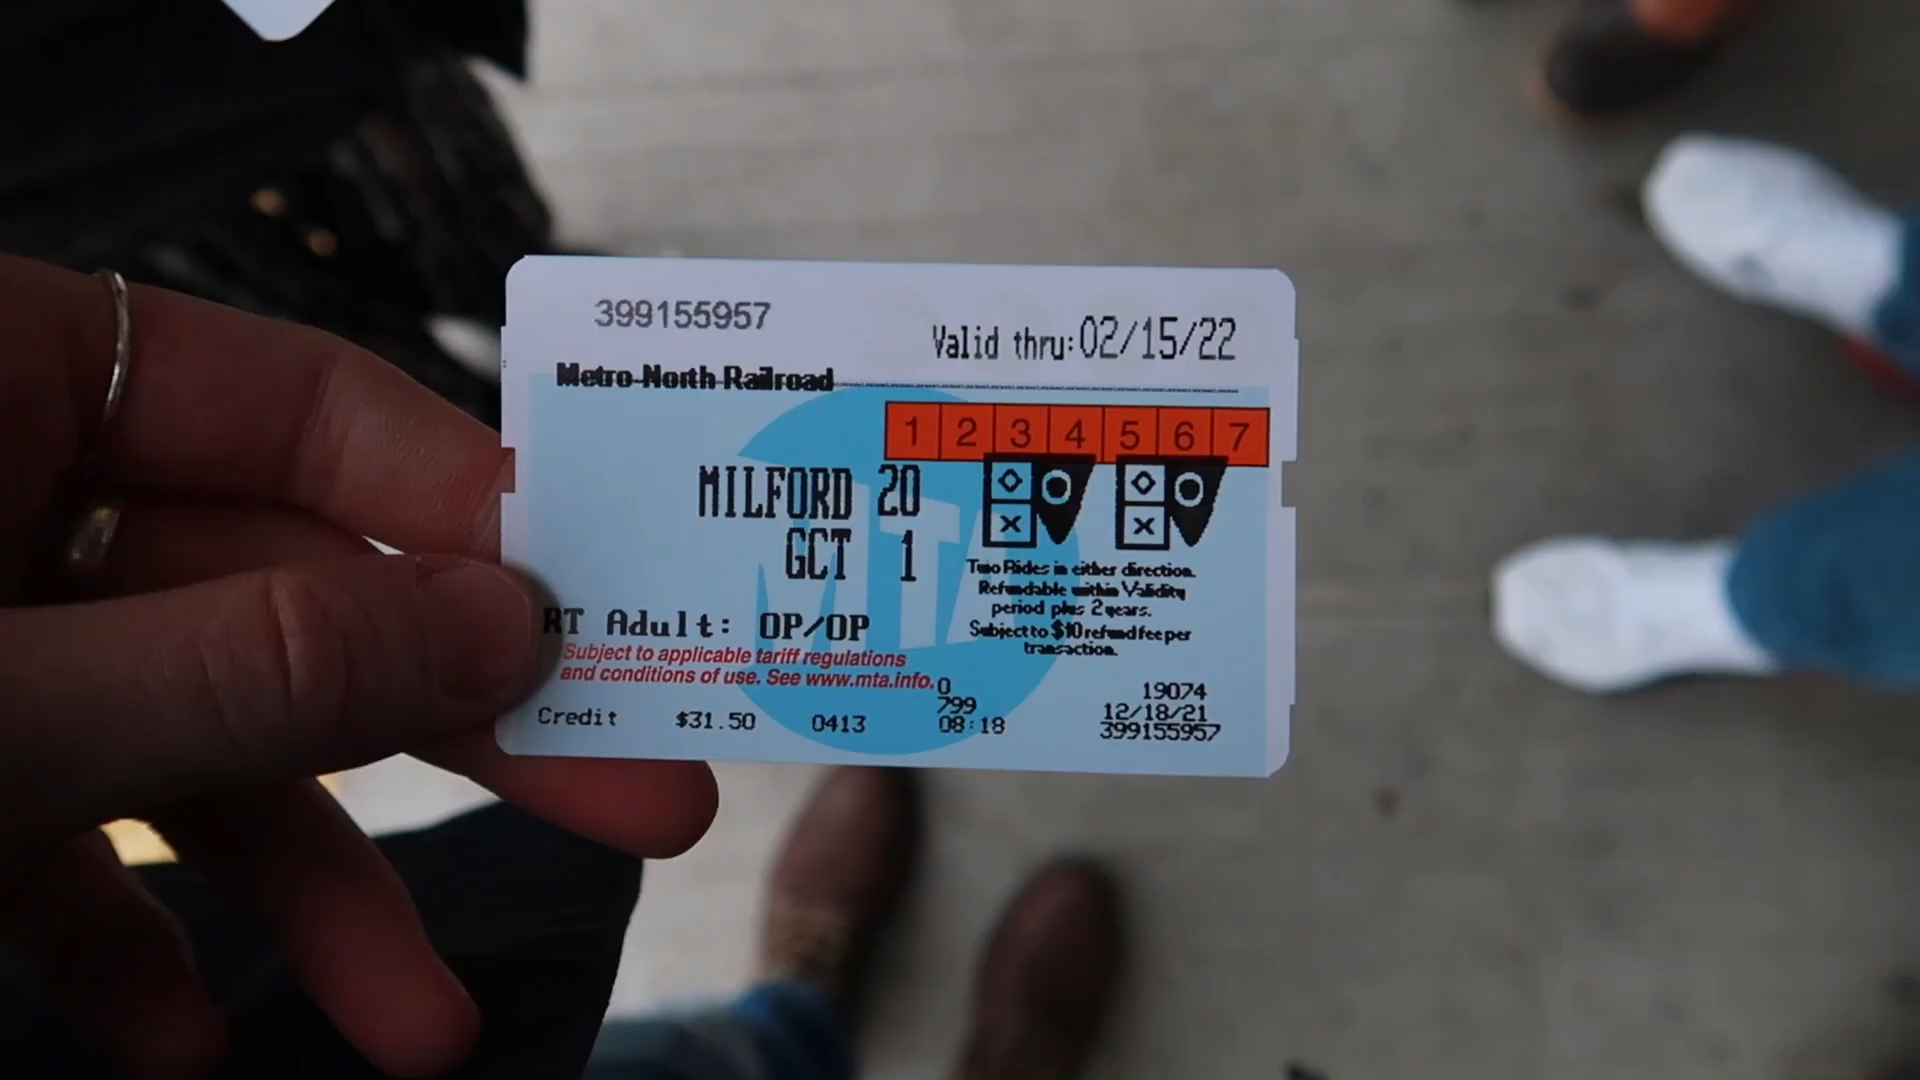 399155957
Valid thru: 02/15/22
Metro-North Railroad
1 2 3 4 5 6 7
MILFORD 20
GCT 1
MTA
Two Rides in either direction.
Refundable within Validity
period plus 2 years.
Subject to $10 refund fee per
transaction.
RT Adult: OP/OP
Subject to applicable tariff regulations
and conditions of use. See www.mta.info.
0
799
19074
12/18/21
Credit $31.50 0413 08:18 399155957